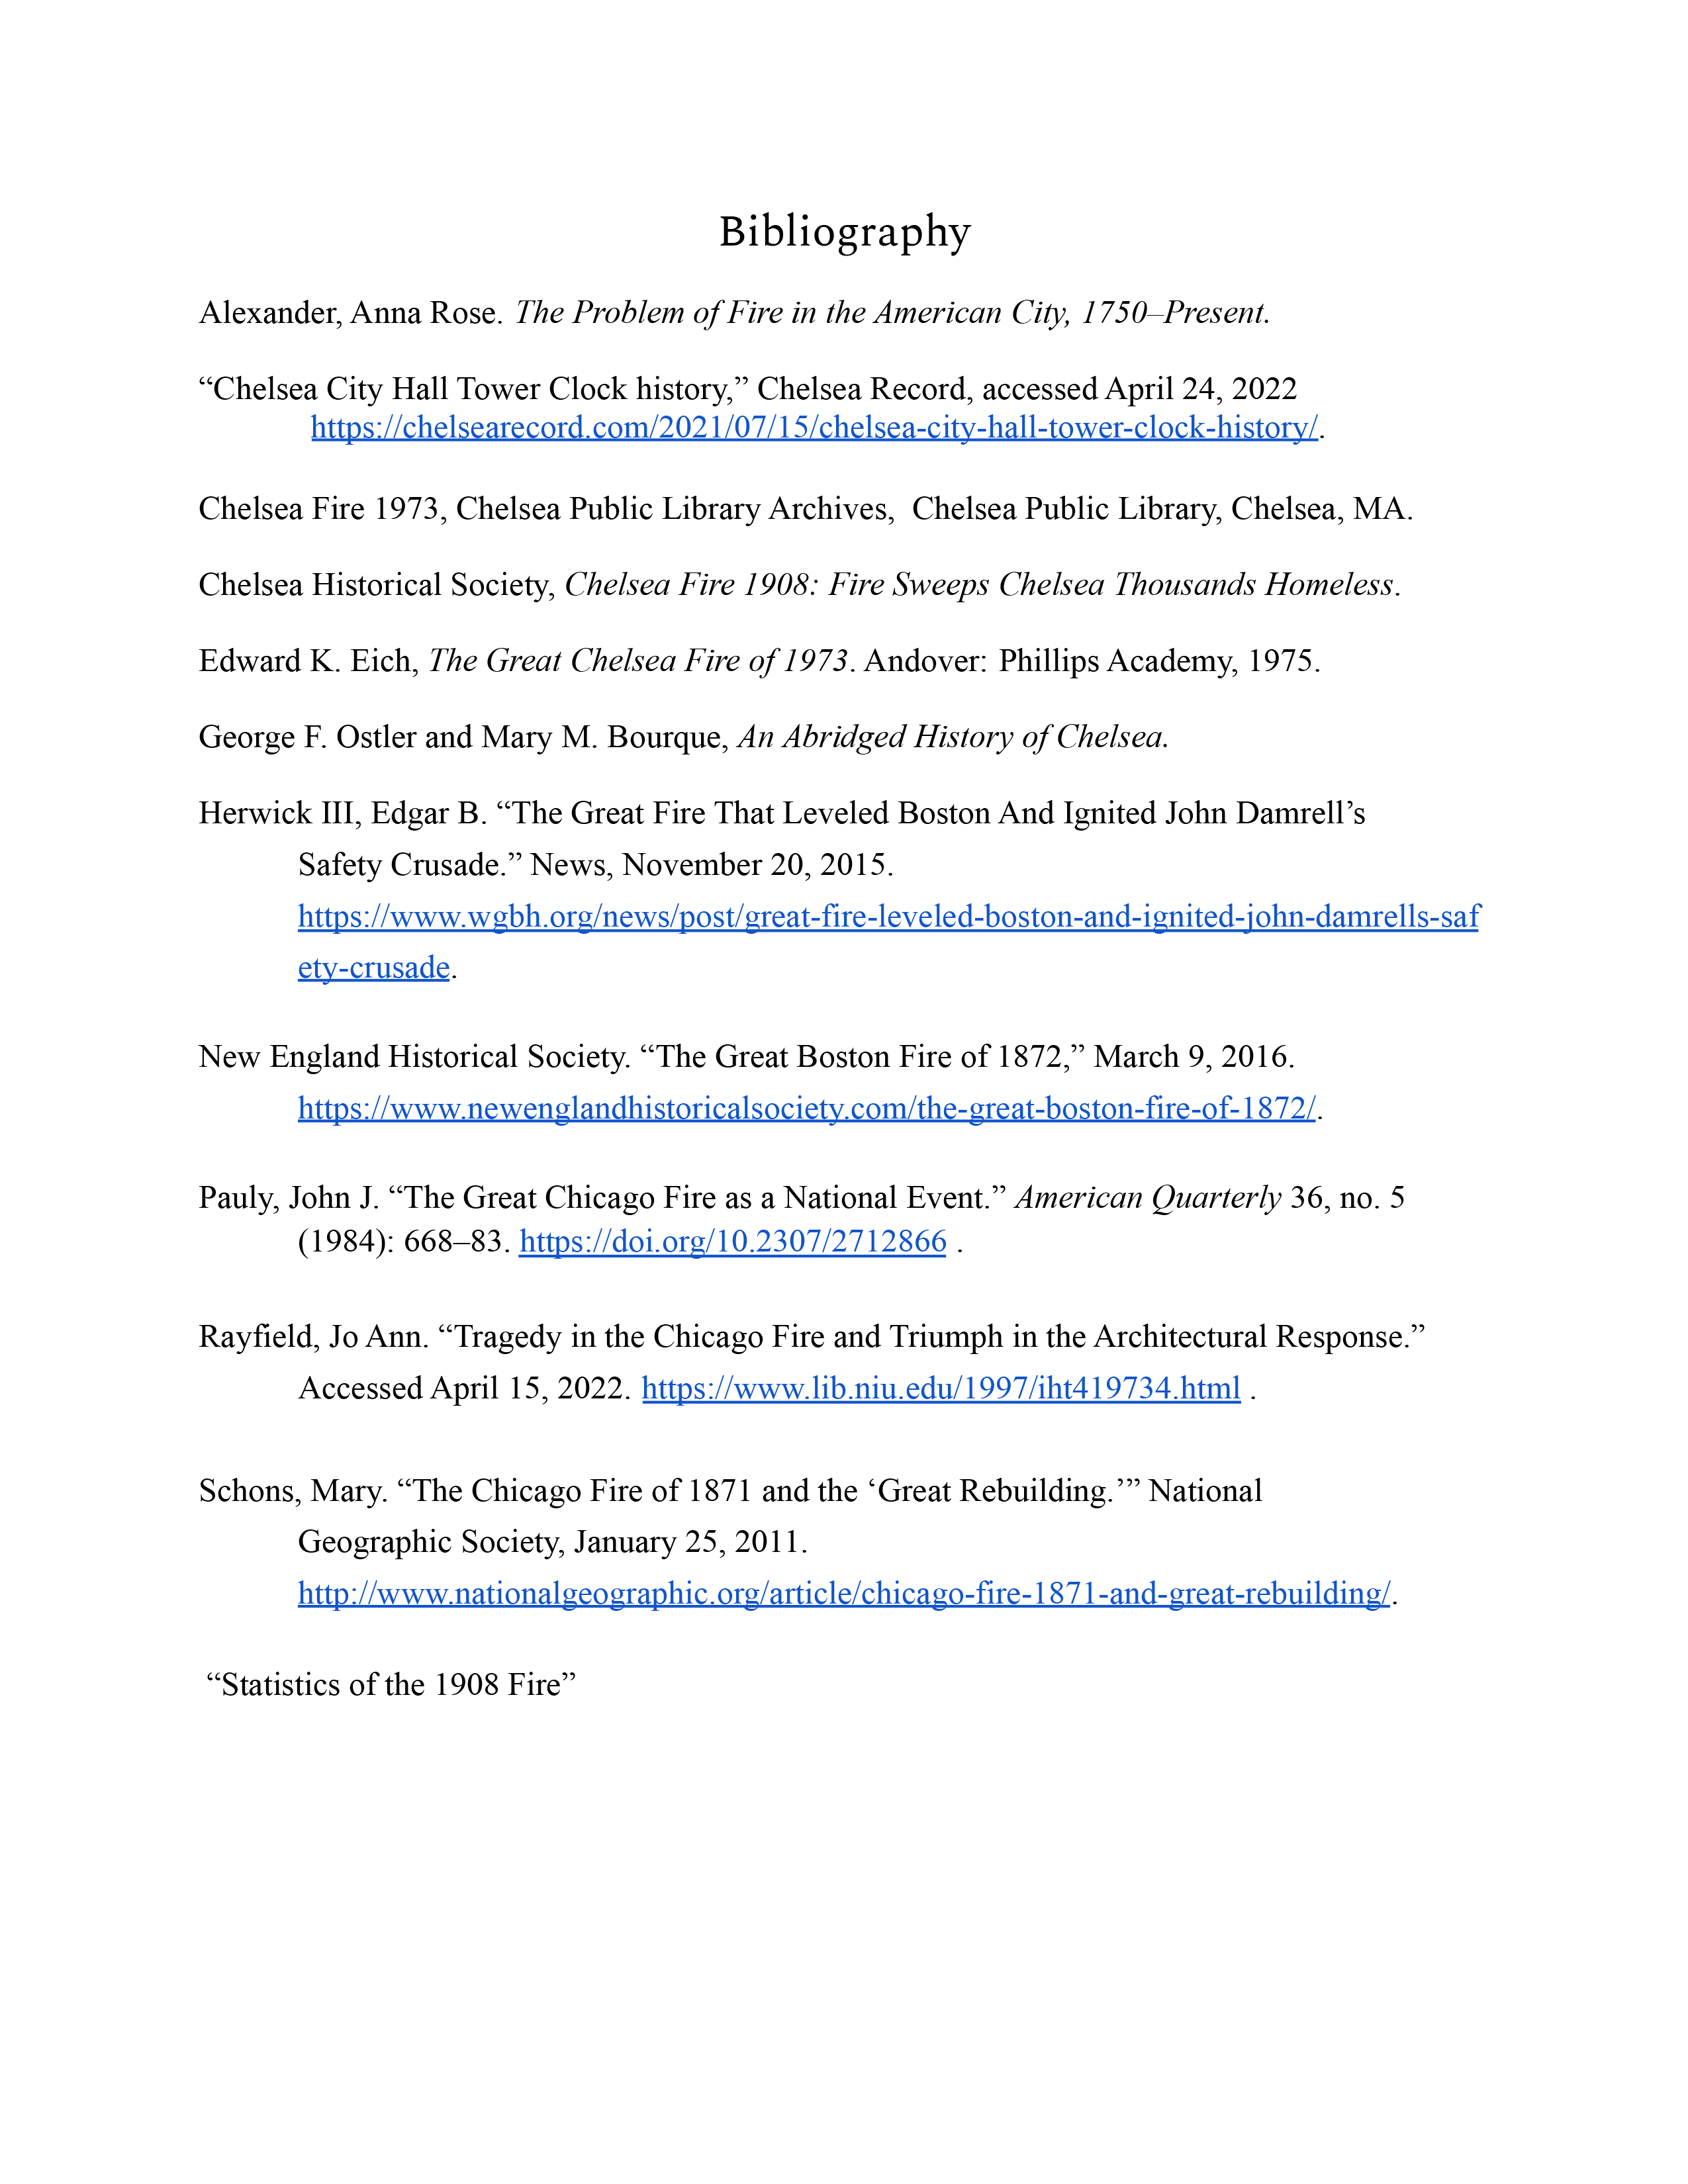 Bibliography
Alexander, Anna Rose. The Problem of Fire in the American City, 1750–Present.
“Chelsea City Hall Tower Clock history,” Chelsea Record, accessed April 24, 2022
https://chelsearecord.com/2021/07/15/chelsea-city-hall-tower-clock-history/.
Chelsea Fire 1973, Chelsea Public Library Archives,  Chelsea Public Library, Chelsea, MA.
Chelsea Historical Society, Chelsea Fire 1908: Fire Sweeps Chelsea Thousands Homeless.
Edward K. Eich, The Great Chelsea Fire of 1973. Andover: Phillips Academy, 1975.
George F. Ostler and Mary M. Bourque, An Abridged History of Chelsea.
Herwick III, Edgar B. “The Great Fire That Leveled Boston And Ignited John Damrell’s
Safety Crusade.” News, November 20, 2015.
https://www.wgbh.org/news/post/great-fire-leveled-boston-and-ignited-john-damrells-saf
ety-crusade.
New England Historical Society. “The Great Boston Fire of 1872,” March 9, 2016.
https://www.newenglandhistoricalsociety.com/the-great-boston-fire-of-1872/.
Pauly, John J. “The Great Chicago Fire as a National Event.” American Quarterly 36, no. 5
(1984): 668–83. https://doi.org/10.2307/2712866 .
Rayfield, Jo Ann. “Tragedy in the Chicago Fire and Triumph in the Architectural Response.”
Accessed April 15, 2022. https://www.lib.niu.edu/1997/iht419734.html .
Schons, Mary. “The Chicago Fire of 1871 and the ‘Great Rebuilding.’” National
Geographic Society, January 25, 2011.
http://www.nationalgeographic.org/article/chicago-fire-1871-and-great-rebuilding/.
“Statistics of the 1908 Fire”